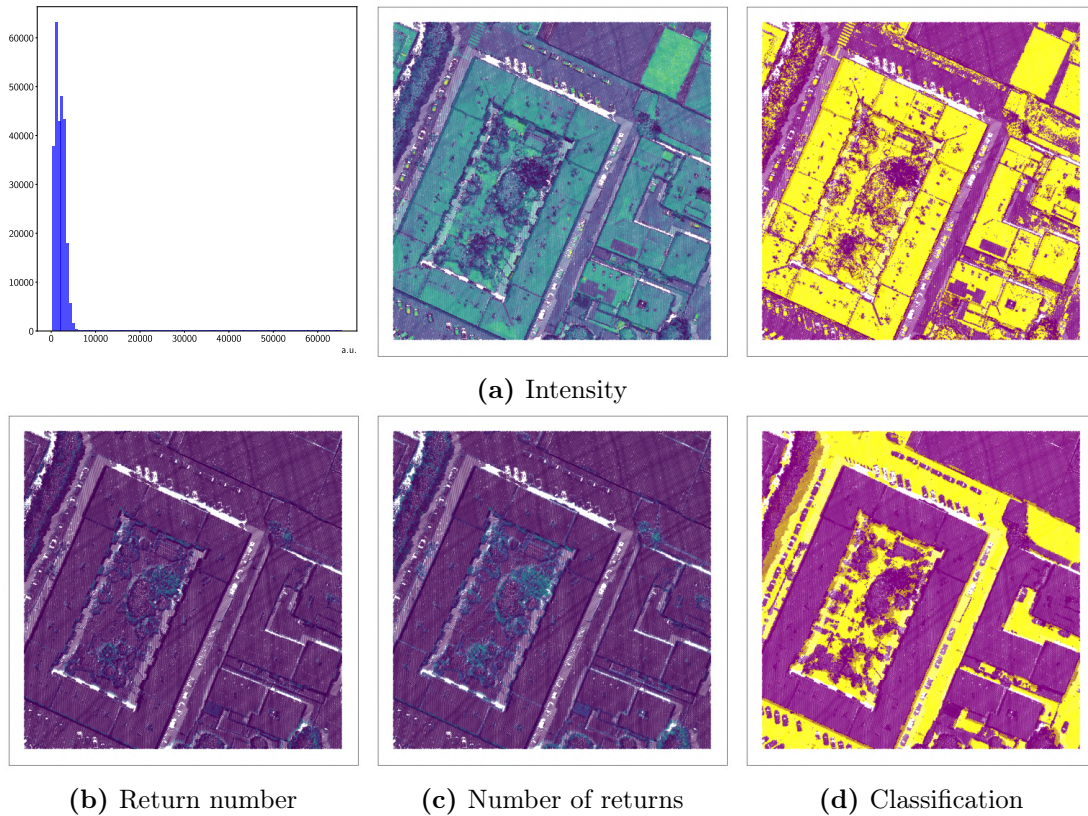 60000
50000
40000
30000
20000
10000
0
0 10000 20000 30000 40000 50000 60000
a.u.
(a) Intensity
(b) Return number
(c) Number of returns
(d) Classification